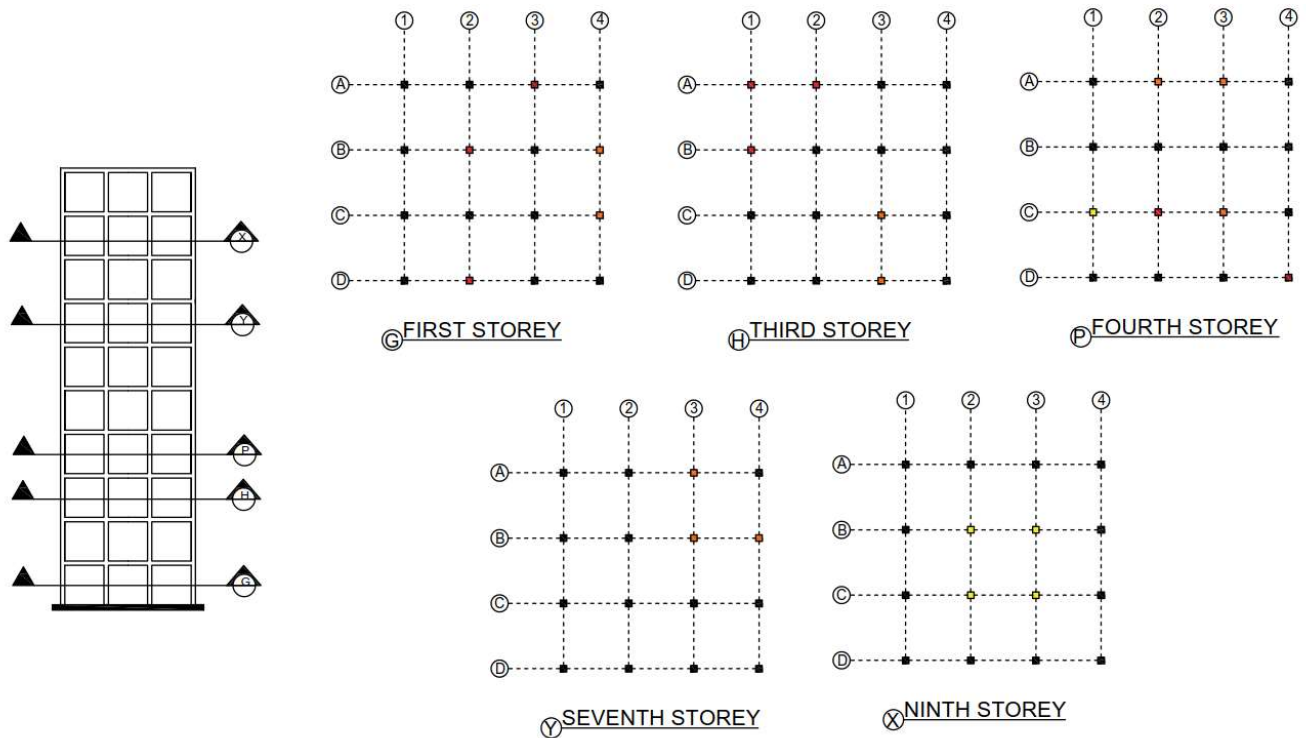 X
Y
P
H
G
1 2 3 4
A
B
C
D
G FIRST STOREY
1 2 3 4
A
B
C
D
H THIRD STOREY
1 2 3 4
A
B
C
D
P FOURTH STOREY
1 2 3 4
A
B
C
D
Y SEVENTH STOREY
1 2 3 4
A
B
C
D
X NINTH STOREY